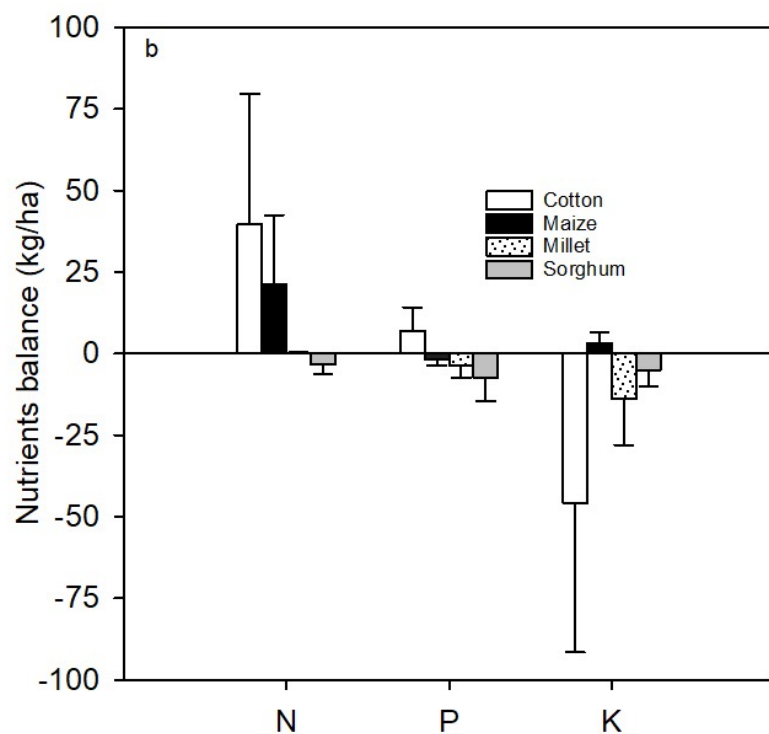 b
Nutrients balance (kg/ha)
100
75
50
25
0
-25
-50
-75
-100
Cotton
Maize
Millet
Sorghum
N
P
K